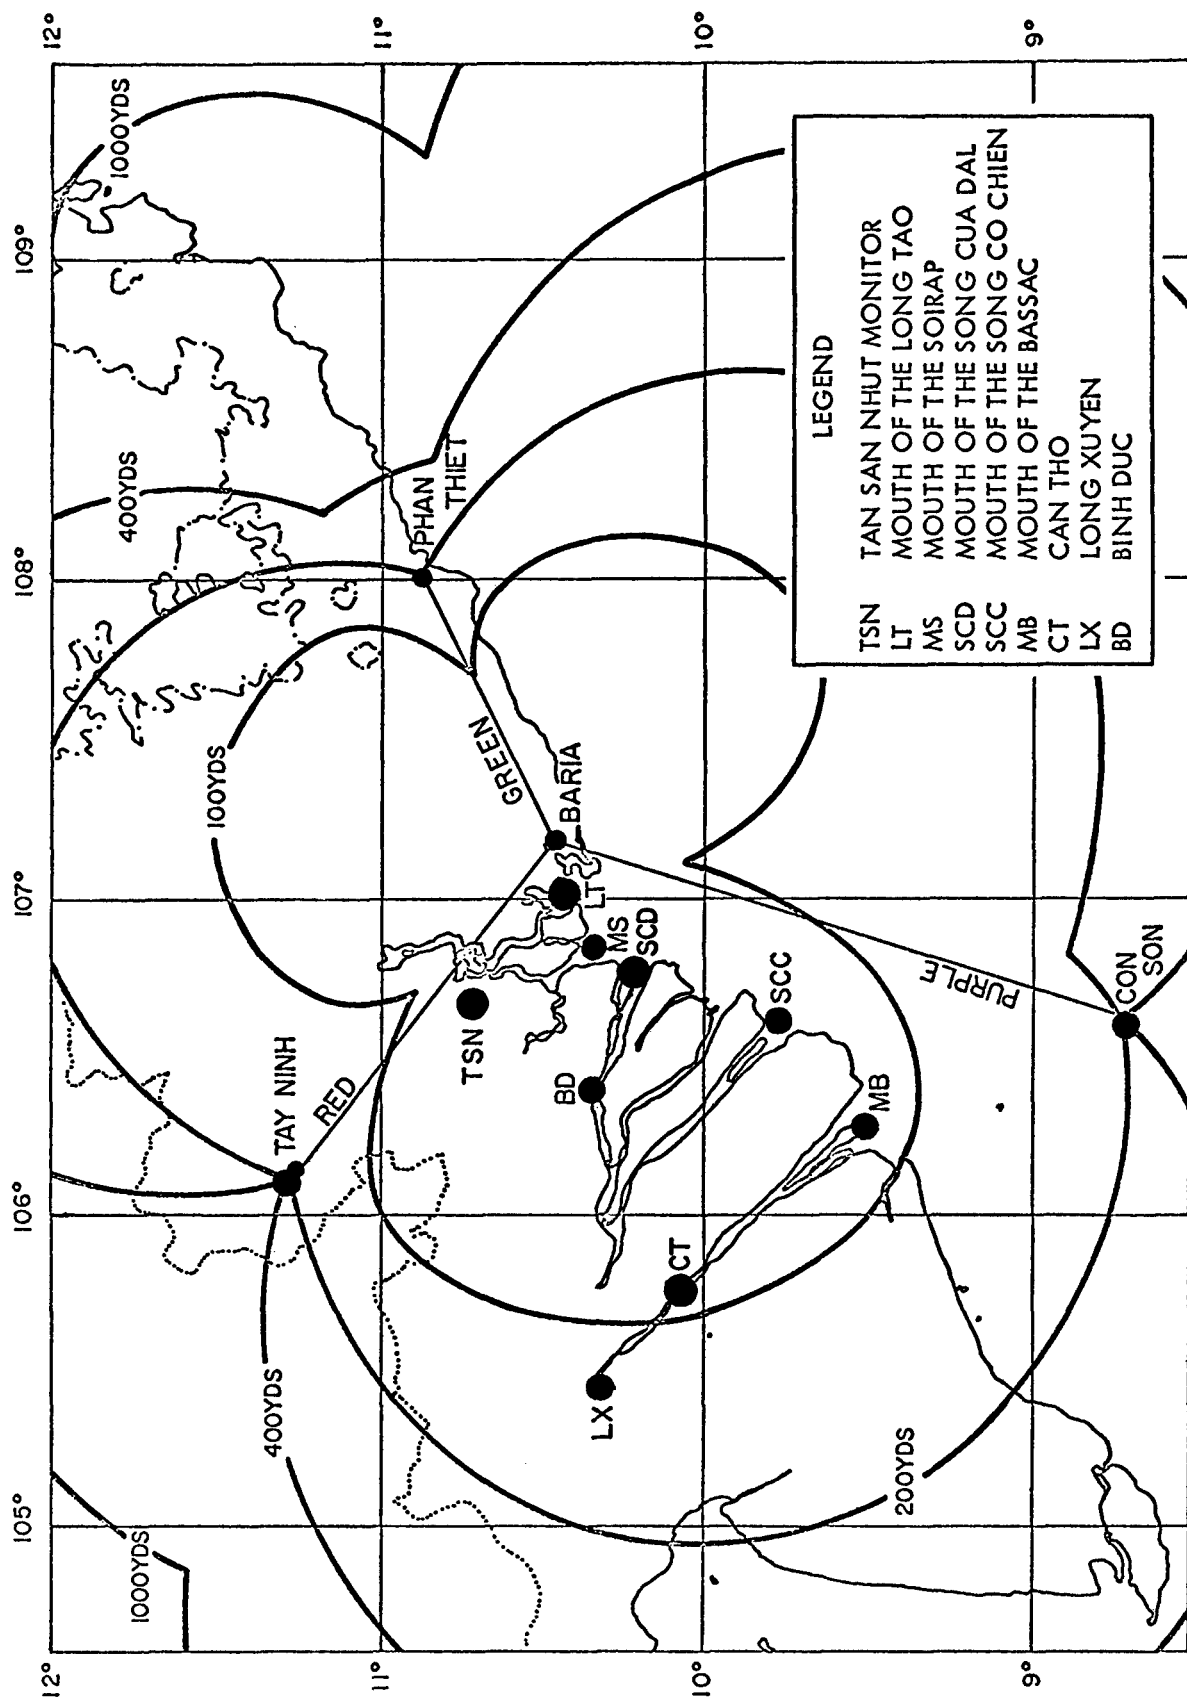 12°
11°
10°
9°
109°
108°
107°
106°
105°
12°
11°
10°
9°
1000YDS
400YDS
100YDS
400YDS
1000YDS
200YDS
PHAN
THIET
GREEN
BARIA
LT
MS
SCD
TSN
TAY NINH
RED
BD
SCC
PURPLE
CON
SON
MB
CT
LX
LEGEND
TSN TAN SAN NHUT MONITOR
LT MOUTH OF THE LONG TAO
MS MOUTH OF THE SOIRAP
SCD MOUTH OF THE SONG CUA DAL
SCC MOUTH OF THE SONG CO CHIEN
MB MOUTH OF THE BASSAC
CT CAN THO
LX LONG XUYEN
BD BINH DUC